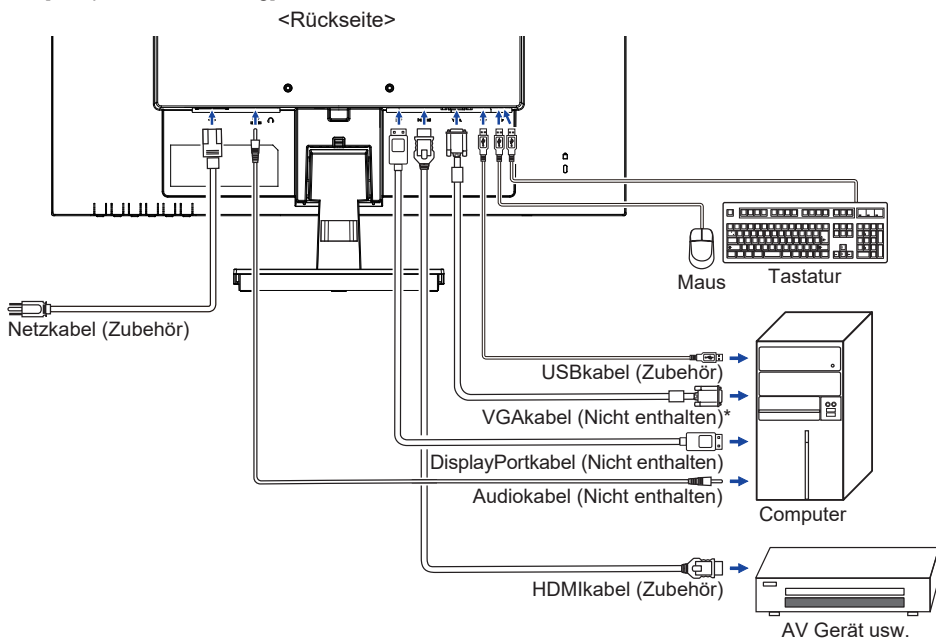 <Rückseite>
Maus
Tastatur
Netzkabel (Zubehör)
USBkabel (Zubehör)
VGAkabel (Nicht enthalten)*
DisplayPortkabel (Nicht enthalten)
Audiokabel (Nicht enthalten)
Computer
HDMIkabel (Zubehör)
AV Gerät usw.